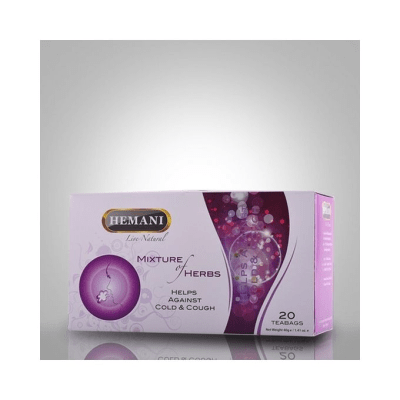 HEMANI
Live Natural
MIXTURE
of HERBS
HELPS
AGAINST
COLD & COUGH
20
TEABAGS